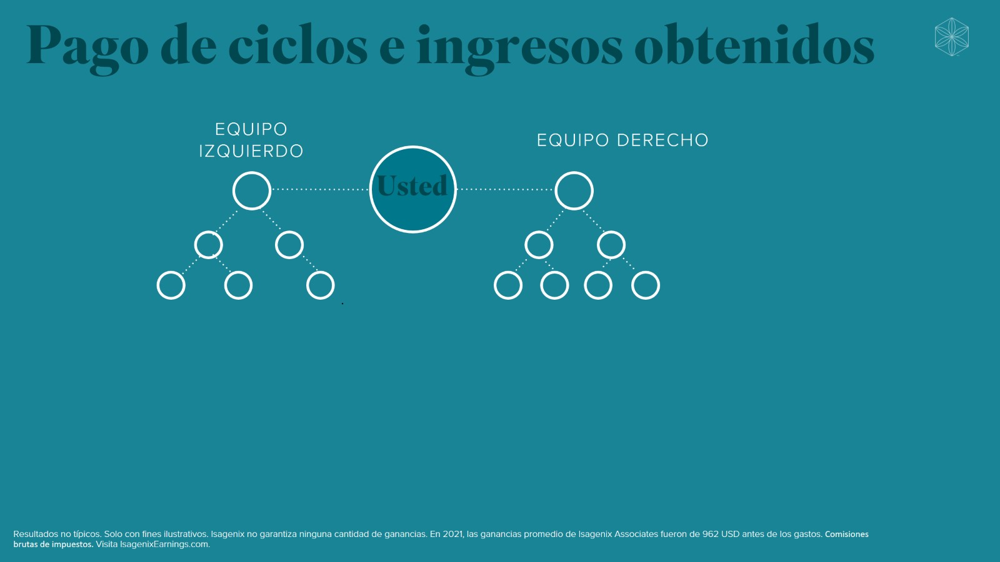 Pago de ciclos e ingresos obtenidos
EQUIPO
IZQUIERDO
EQUIPO DERECHO
Usted
Resultados no típicos. Solo con fines ilustrativos. Isagenix no garantiza ninguna cantidad de ganancias. En 2021, las ganancias promedio de Isagenix Associates fueron de 962 USD antes de los gastos. Comisiones
brutas de impuestos. Visita IsagenixEarnings.com.